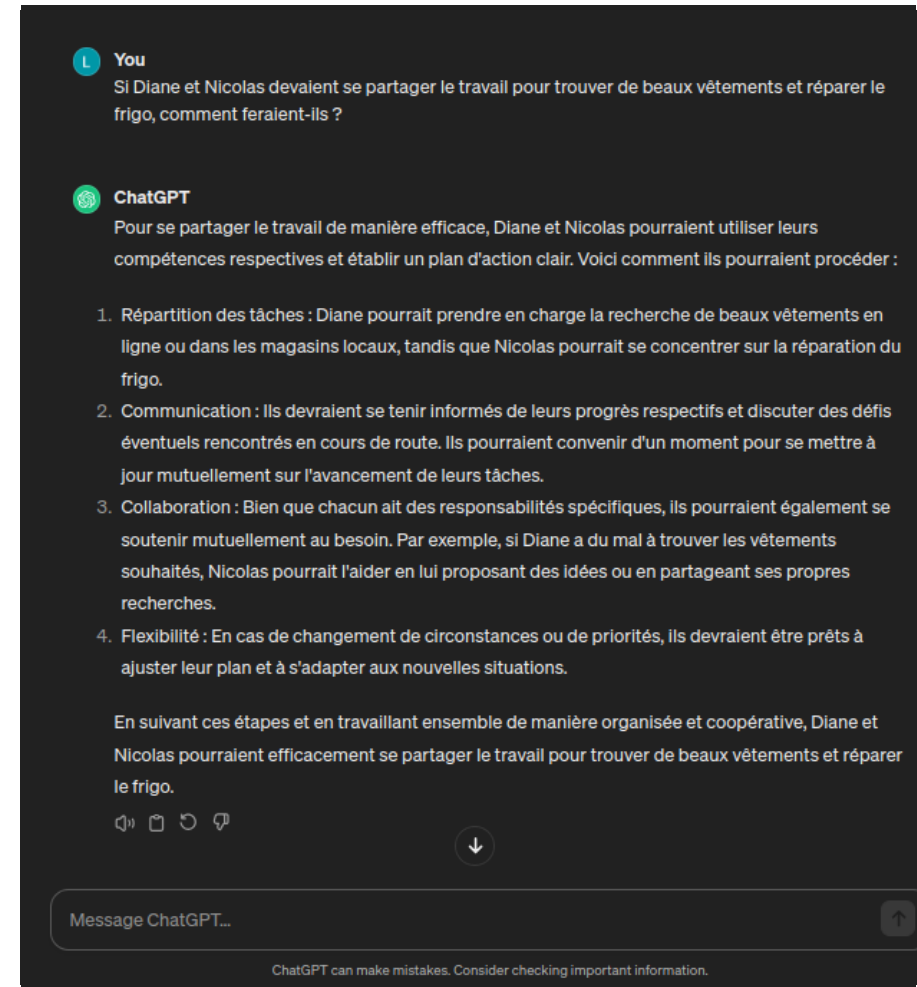 L
You
Si Diane et Nicolas devaient se partager le travail pour trouver de beaux vêtements et réparer le
frigo, comment feraient-ils ?
ChatGPT
Pour se partager le travail de manière efficace, Diane et Nicolas pourraient utiliser leurs
compétences respectives et établir un plan d'action clair. Voici comment ils pourraient procéder :
1. Répartition des tâches : Diane pourrait prendre en charge la recherche de beaux vêtements en
ligne ou dans les magasins locaux, tandis que Nicolas pourrait se concentrer sur la réparation du
frigo.
2. Communication : Ils devraient se tenir informés de leurs progrès respectifs et discuter des défis
éventuels rencontrés en cours de route. Ils pourraient convenir d'un moment pour se mettre à
jour mutuellement sur l'avancement de leurs tâches.
3. Collaboration : Bien que chacun ait des responsabilités spécifiques, ils pourraient également se
soutenir mutuellement au besoin. Par exemple, si Diane a du mal à trouver les vêtements
souhaités, Nicolas pourrait l'aider en lui proposant des idées ou en partageant ses propres
recherches.
4. Flexibilité : En cas de changement de circonstances ou de priorités, ils devraient être prêts à
ajuster leur plan et à s'adapter aux nouvelles situations.
En suivant ces étapes et en travaillant ensemble de manière organisée et coopérative, Diane et
Nicolas pourraient efficacement se partager le travail pour trouver de beaux vêtements et réparer
le frigo.
Message ChatGPT...
ChatGPT can make mistakes. Consider checking important information.